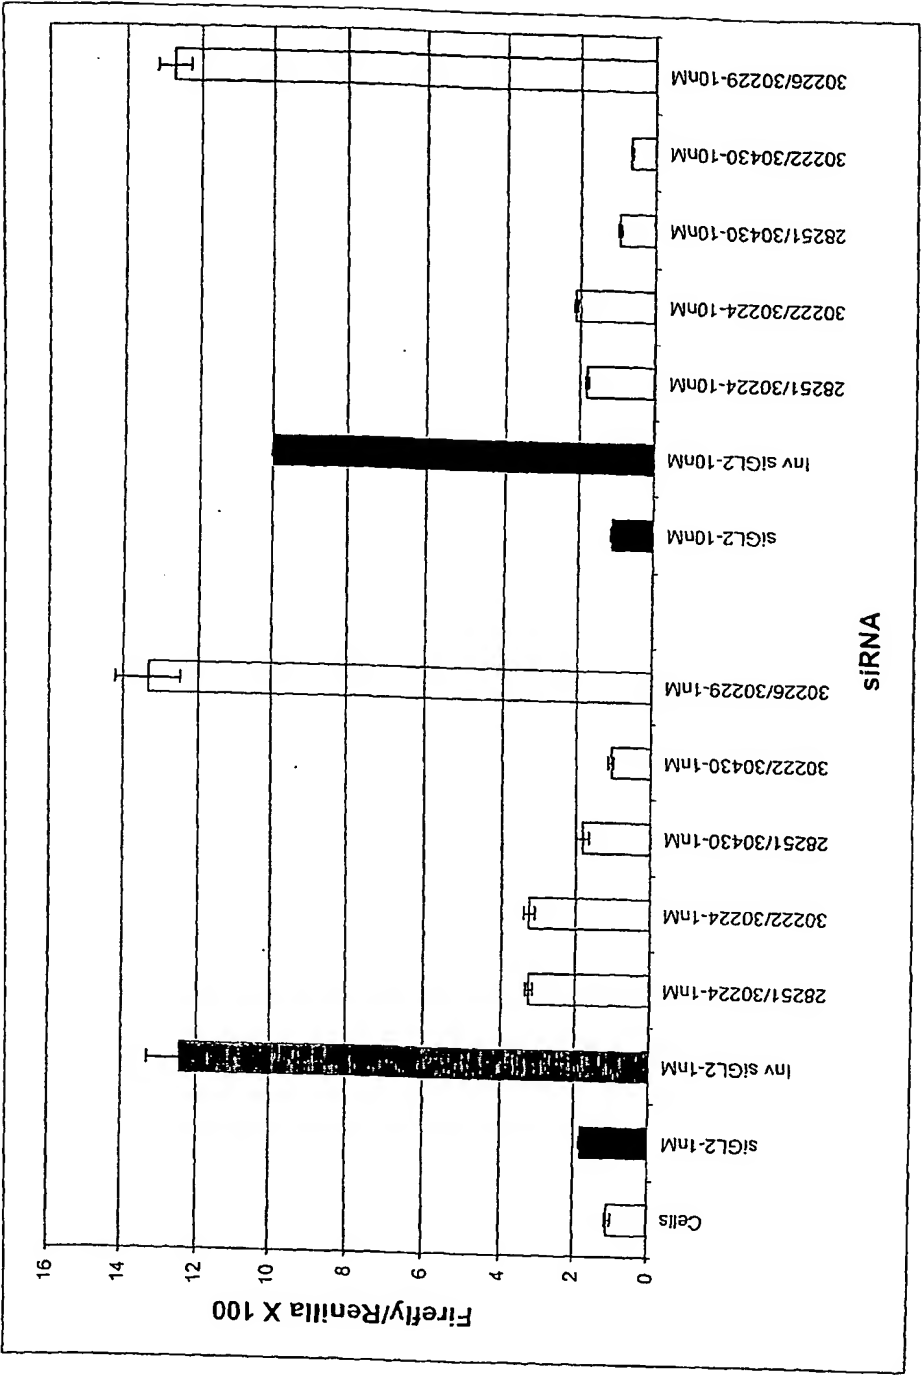 Firefly/Renilla X 100
16
14
12
10
8
6
4
2
0
Cells
siGL2-1nM
Inv siGL2-1nM
28251/30224-1nM
30222/30224-1nM
28251/30430-1nM
30222/30430-1nM
30226/30229-1nM
siGL2-10nM
Inv siGL2-10nM
28251/30224-10nM
30222/30224-10nM
28251/30430-10nM
30222/30430-10nM
30226/30229-10nM
siRNA